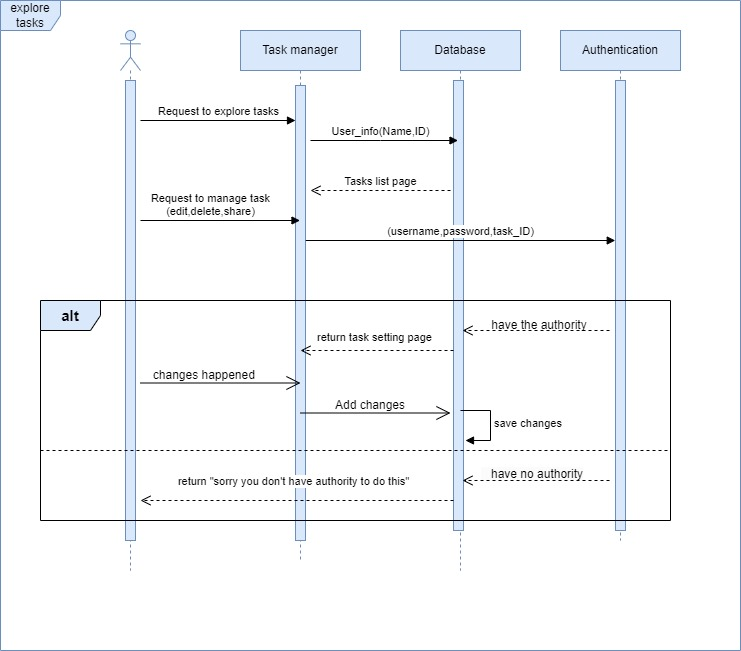 explore
tasks
Task manager
Database
Authentication
Request to explore tasks
User_info(Name,ID)
Tasks list page
Request to manage task
(edit,delete,share)
(username,password,task_ID)
alt
have the authority
return task setting page
changes happened
Add changes
save changes
have no authority
return "sorry you don't have authority to do this"